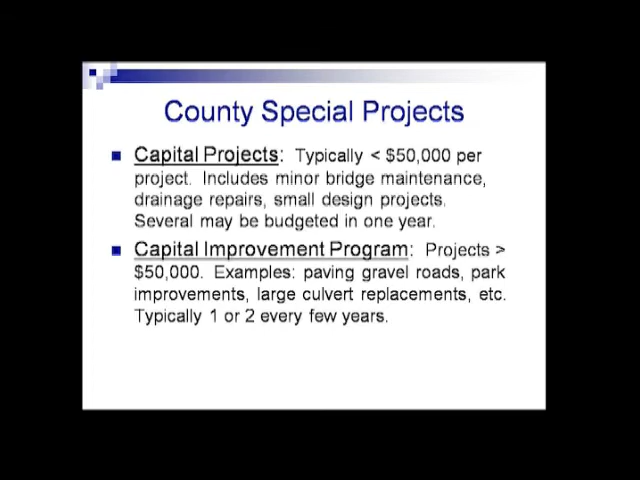 County Special Projects
Capital Projects: Typically < $50,000 per
project. Includes minor bridge maintenance,
drainage repairs, small design projects.
Several may be budgeted in one year.
Capital Improvement Program: Projects >
$50,000. Examples: paving gravel roads, park
improvements, large culvert replacements, etc.
Typically 1 or 2 every few years.